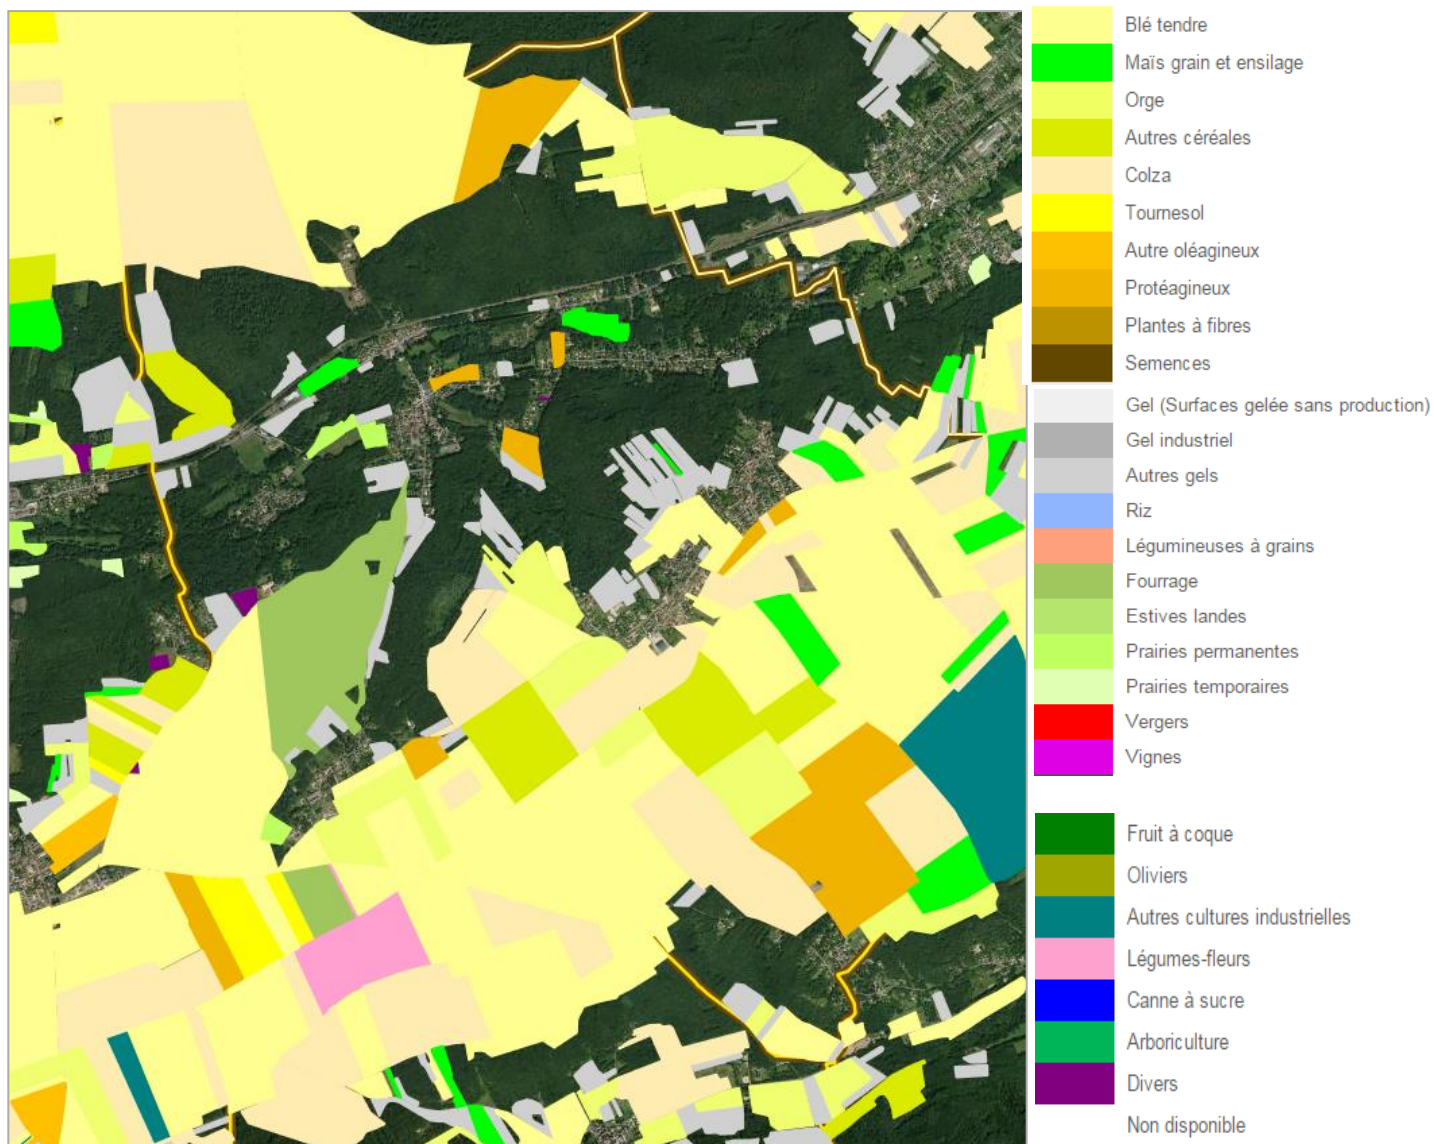 Blé tendre
Maïs grain et ensilage
Orge
Autres céréales
Colza
Tournesol
Autre oléagineux
Protéagineux
Plantes à fibres
Semences
Gel (Surfaces gelée sans production)
Gel industriel
Autres gels
Riz
Légumineuses à grains
Fourrage
Estives landes
Prairies permanentes
Prairies temporaires
Vergers
Vignes
Fruit à coque
Oliviers
Autres cultures industrielles
Légumes-fleurs
Canne à sucre
Arboriculture
Divers
Non disponible